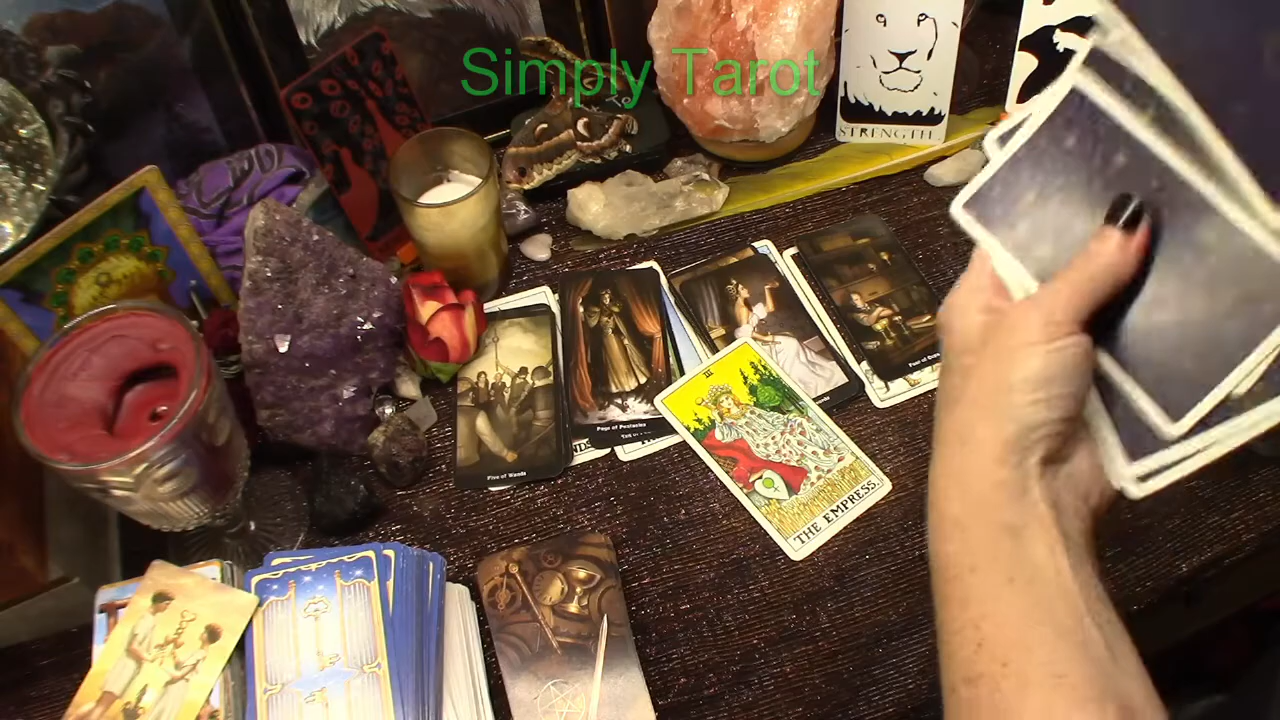 Simply Tarot
STRENGTH
III
Five of Wands
Page of Pentacles
THE EMPRESS.